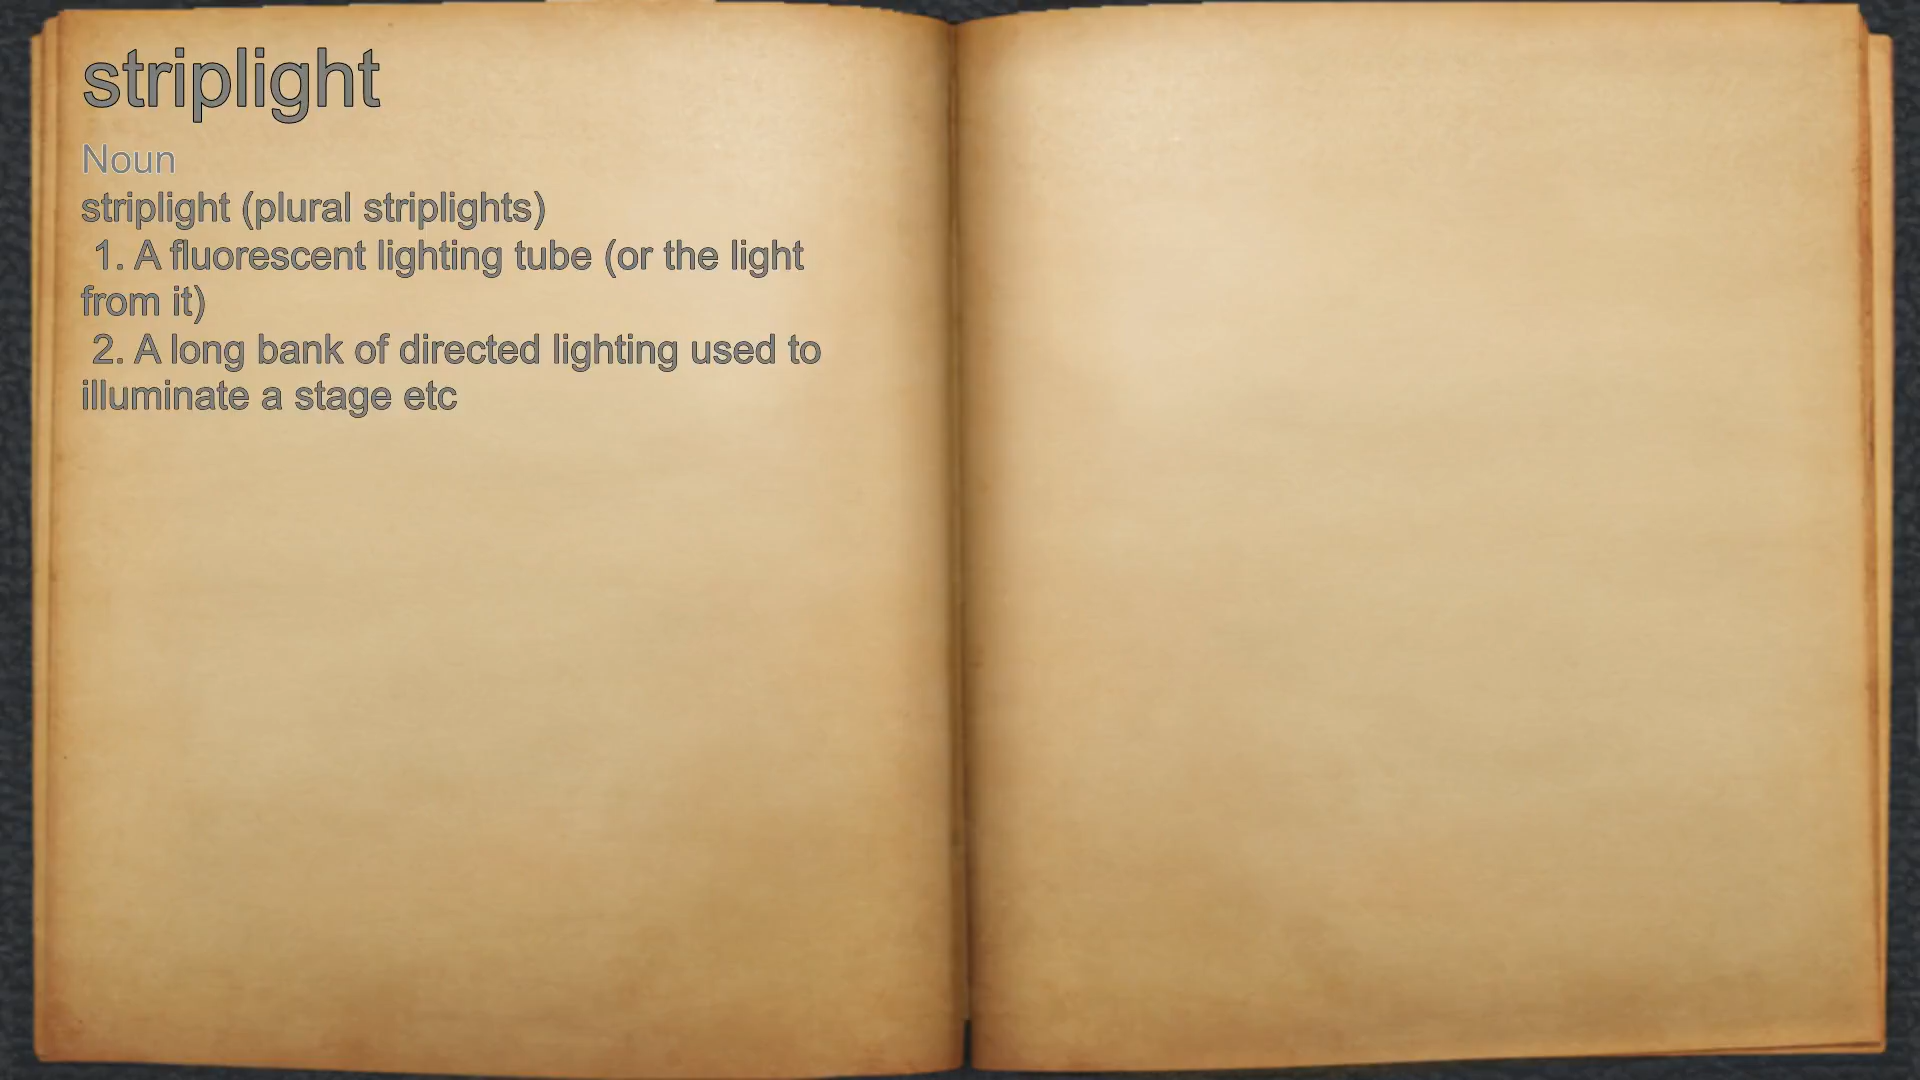 striplight
Noun
striplight (plural striplights)
1. A fluorescent lighting tube (or the light
from it)
2. A long bank of directed lighting used to
illuminate a stage etc